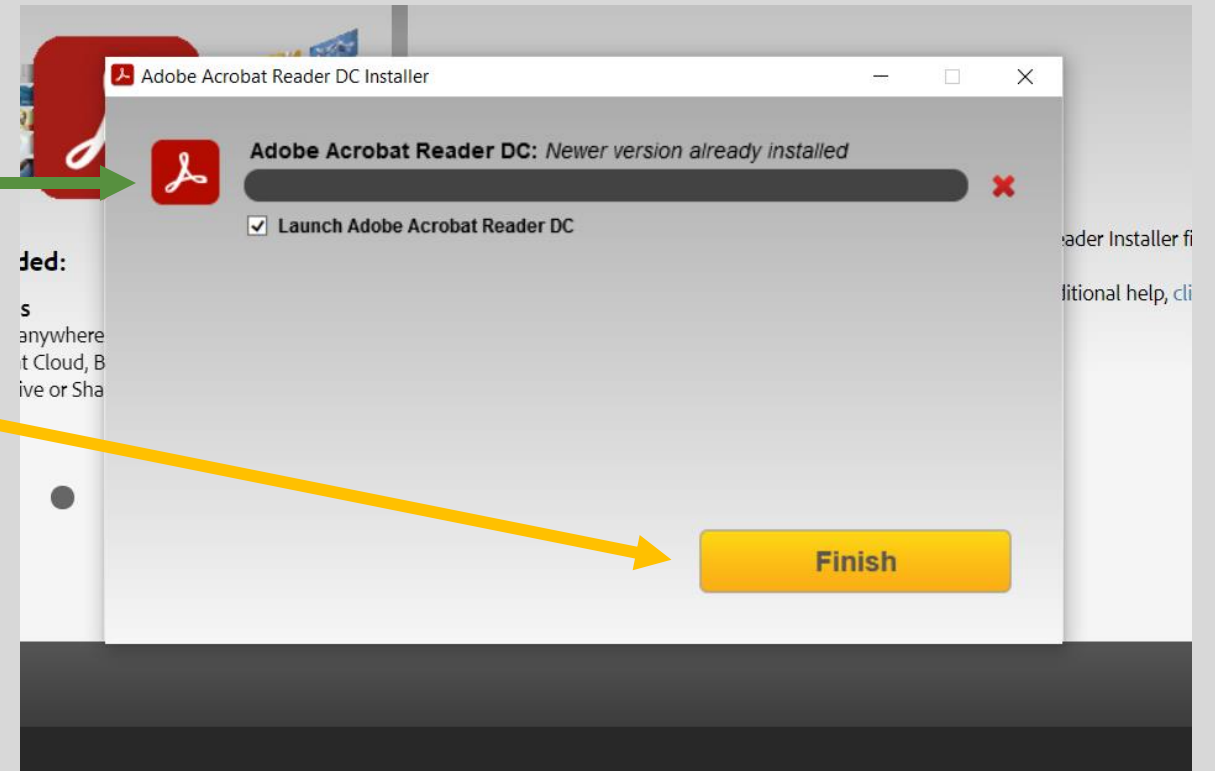 Adobe Acrobat Reader DC Installer
Adobe Acrobat Reader DC: Newer version already installed
Launch Adobe Acrobat Reader DC
ded:
s
anywhere
t Cloud, B
ive or Sha
ader Installer fi
ditional help, cli
Finish